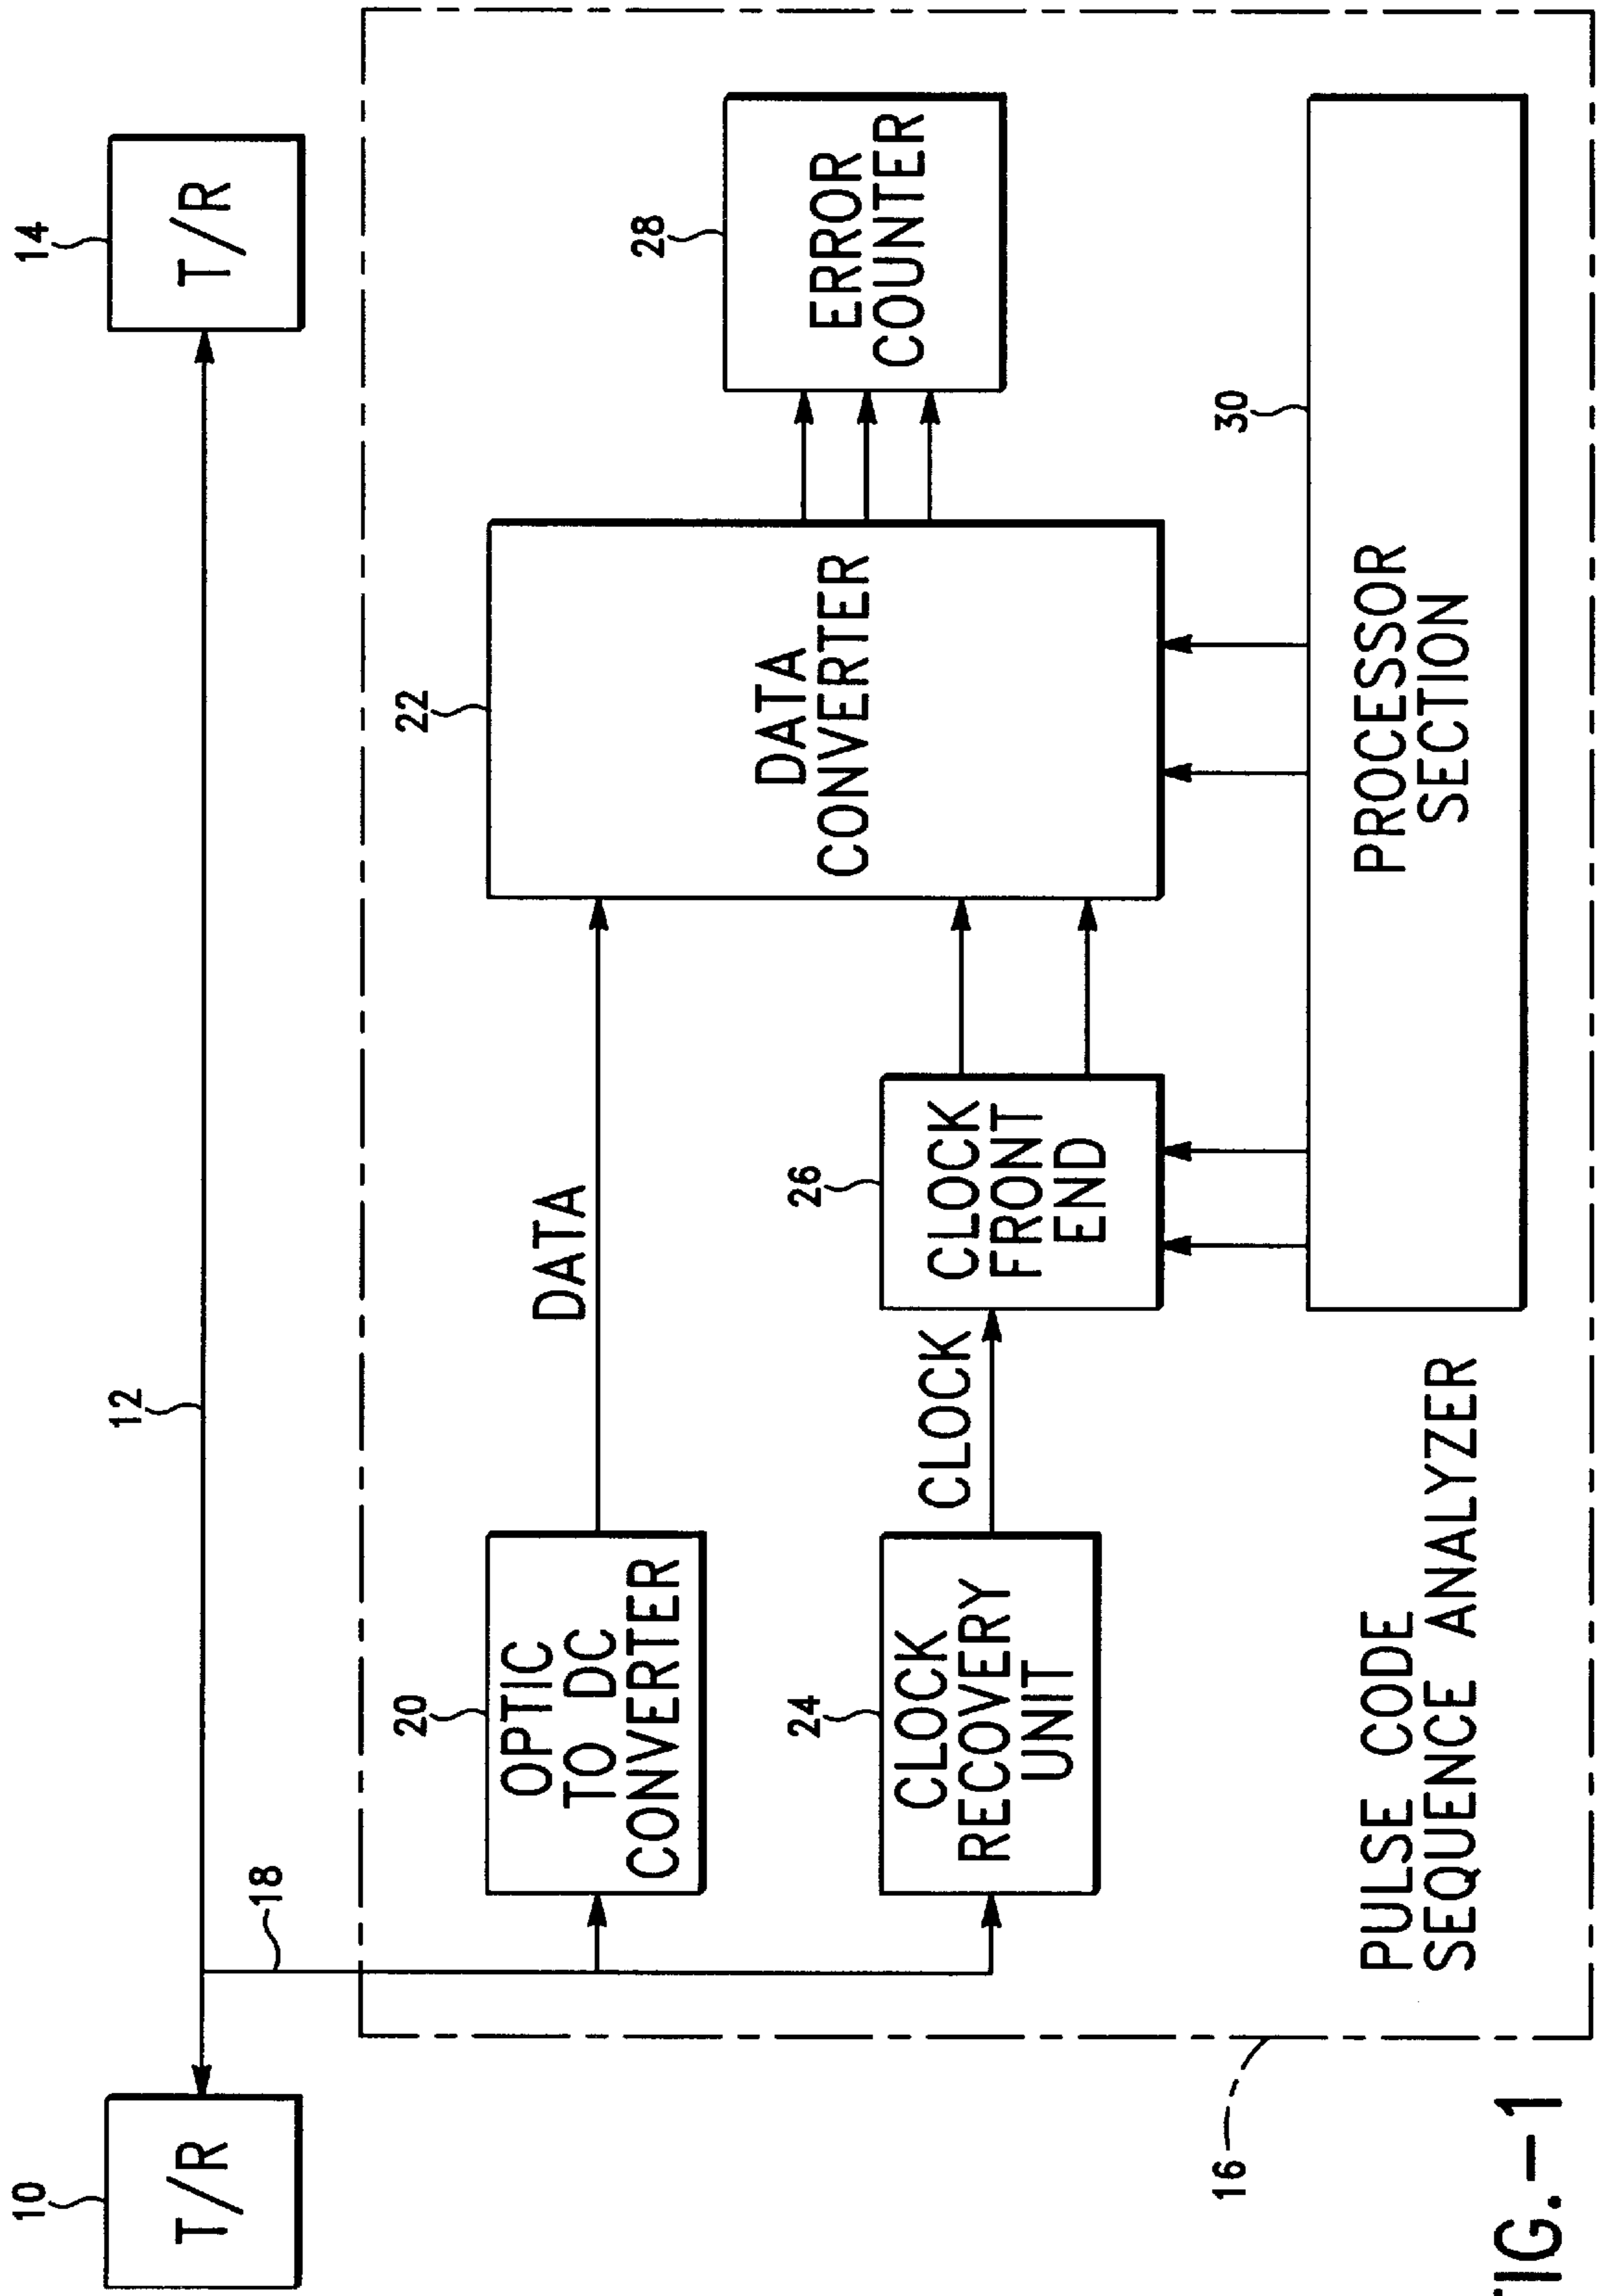 10
T/R
12
14
T/R
18
20
OPTIC
TO DC
CONVERTER
DATA
22
DATA
CONVERTER
28
ERROR
COUNTER
24
CLOCK
RECOVERY
UNIT
CLOCK
26
CLOCK
FRONT
END
30
PROCESSOR
SECTION
PULSE CODE
SEQUENCE ANALYZER
16
IG.-1